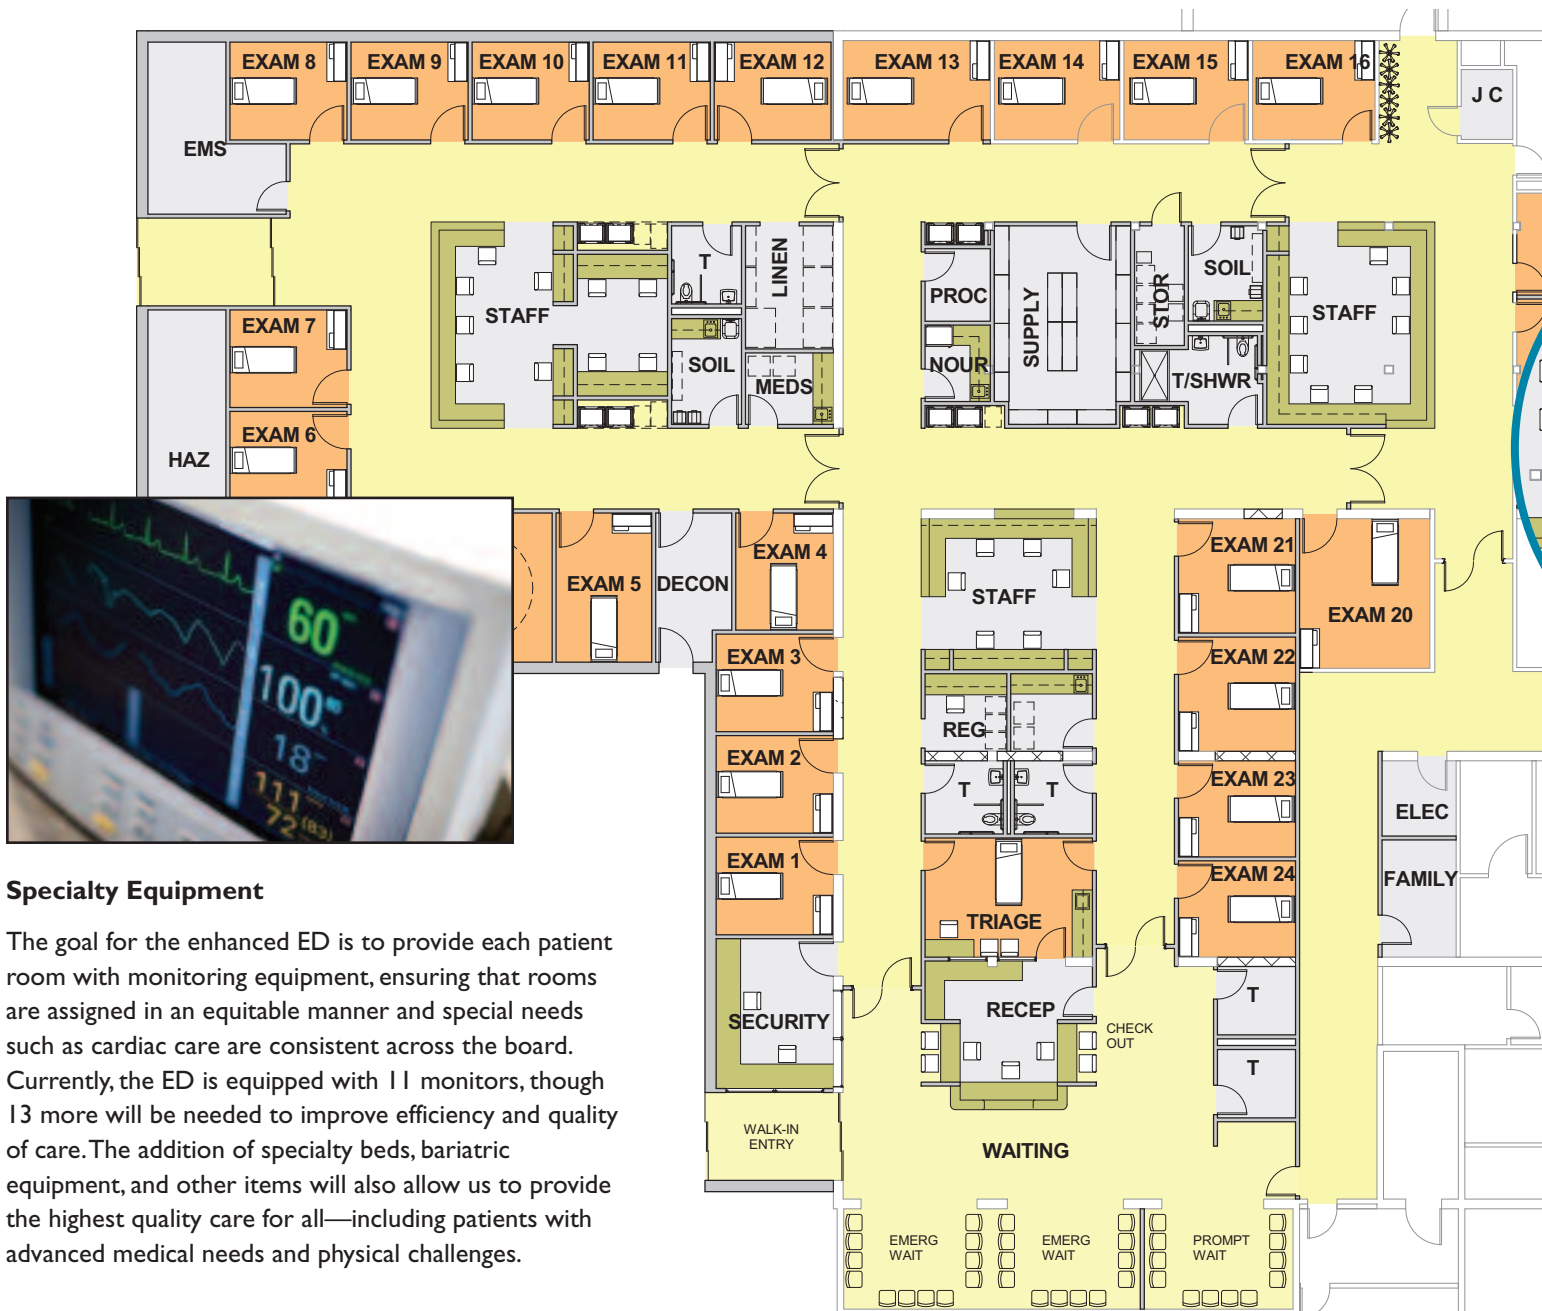 EXAM 8
EXAM 9
EXAM 10
EXAM 11
EXAM 12
EXAM 13
EXAM 14
EXAM 15
EXAM 16
J C
EMS
T
LINEN
PROC
SUPPLY
STOR
SOIL
STAFF
STAFF
EXAM 7
NOUR
SOIL
MEDS
T/SHWR
EXAM 6
HAZ
EXAM 5
DECON
EXAM 4
STAFF
EXAM 21
EXAM 20
EXAM 3
EXAM 22
REG
EXAM 2
T
T
EXAM 23
ELEC
EXAM 1
TRIAGE
EXAM 24
FAMILY
SECURITY
RECEP
CHECK
OUT
T
T
WALK-IN
ENTRY
WAITING
EMERG
WAIT
EMERG
WAIT
PROMPT
WAIT
60
100
18
111
72 (83)
Specialty Equipment
The goal for the enhanced ED is to provide each patient
room with monitoring equipment, ensuring that rooms
are assigned in an equitable manner and special needs
such as cardiac care are consistent across the board.
Currently, the ED is equipped with 11 monitors, though
13 more will be needed to improve efficiency and quality
of care. The addition of specialty beds, bariatric
equipment, and other items will also allow us to provide
the highest quality care for all—including patients with
advanced medical needs and physical challenges.